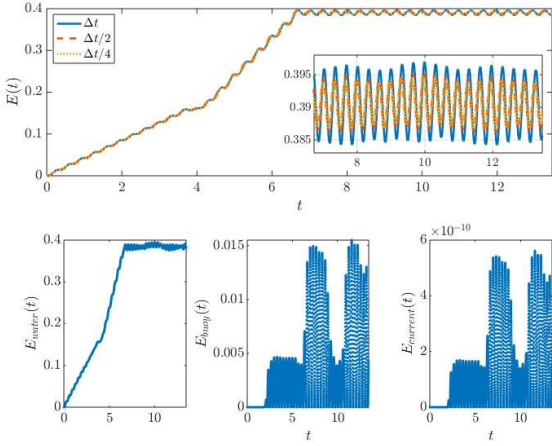 0.4
0.3
0.2
0.1
0
E(t)
Δt
Δt/2
Δt/4
0.395
0.39
0.385
8 10 12
0 2 4 6 8 10 12
t
0.4
0.3
0.2
0.1
0
E_water(t)
0 5 10
t
0.015
0.01
0.005
0
E_buoy(t)
0 5 10
t
×10⁻¹⁰
6
4
2
0
E_current(t)
0 5 10
t